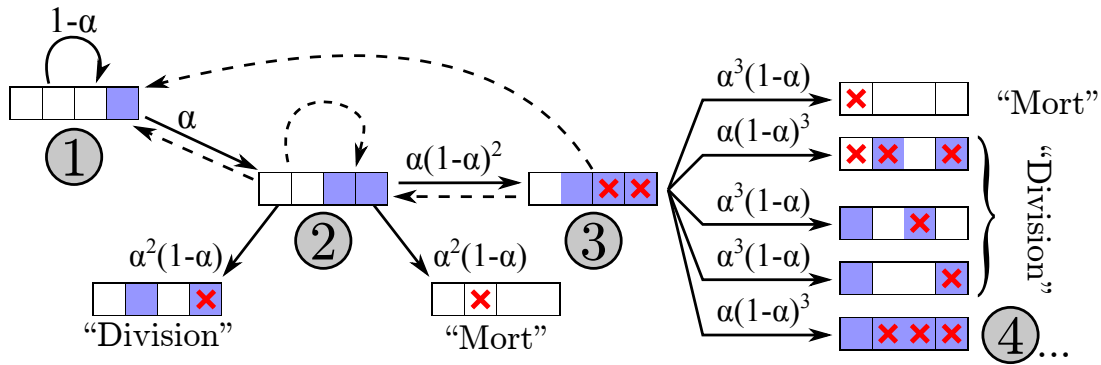 1-α
1
α
2
α²(1-α)
“Division”
α²(1-α)
“Mort”
α(1-α)²
3
α³(1-α)
“Mort”
α(1-α)³
α³(1-α)
α³(1-α)
“Division”
α(1-α)³
4...